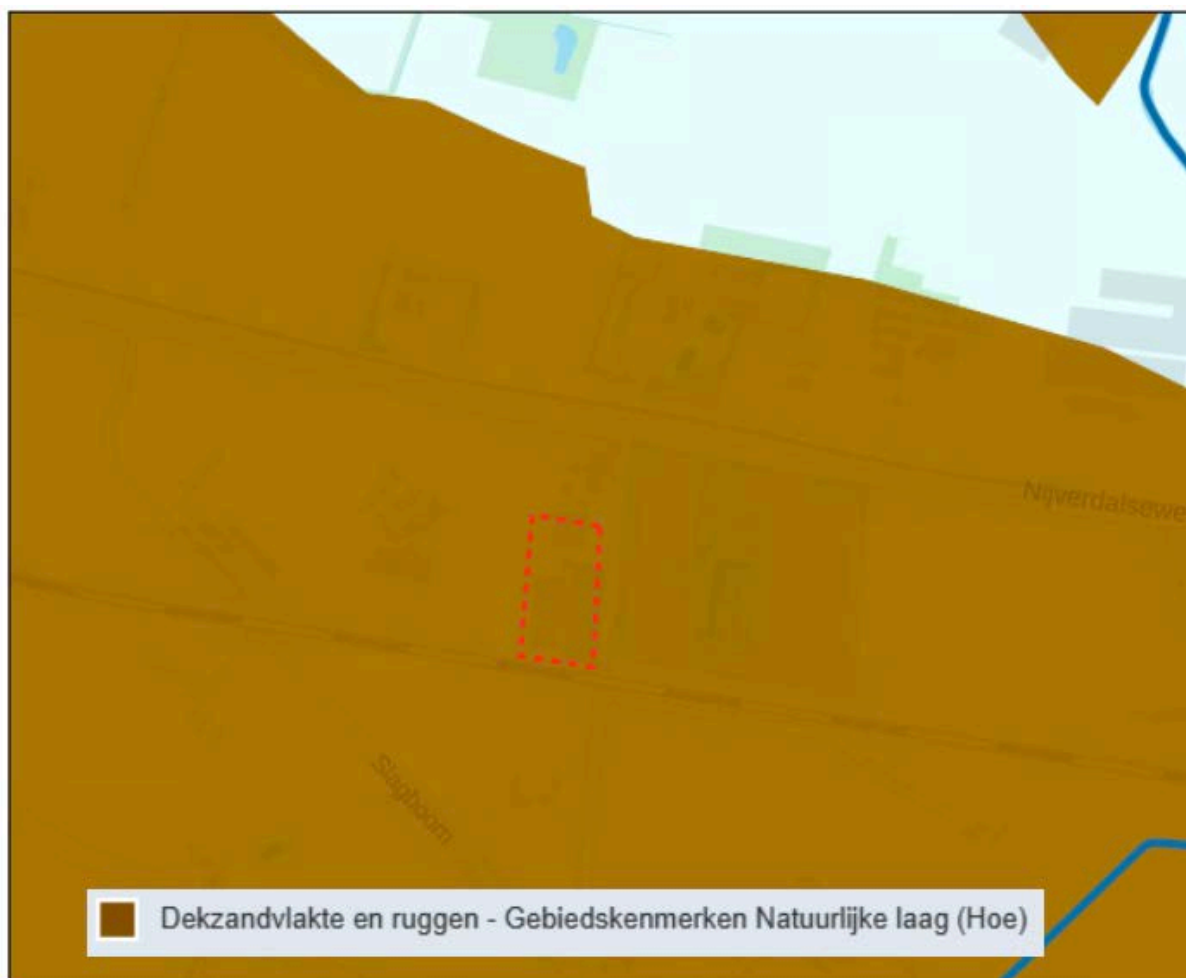 Nijverdalsewe
Slagboom
Dekzandvlakte en ruggen - Gebiedskenmerken Natuurlijke laag (Hoe)